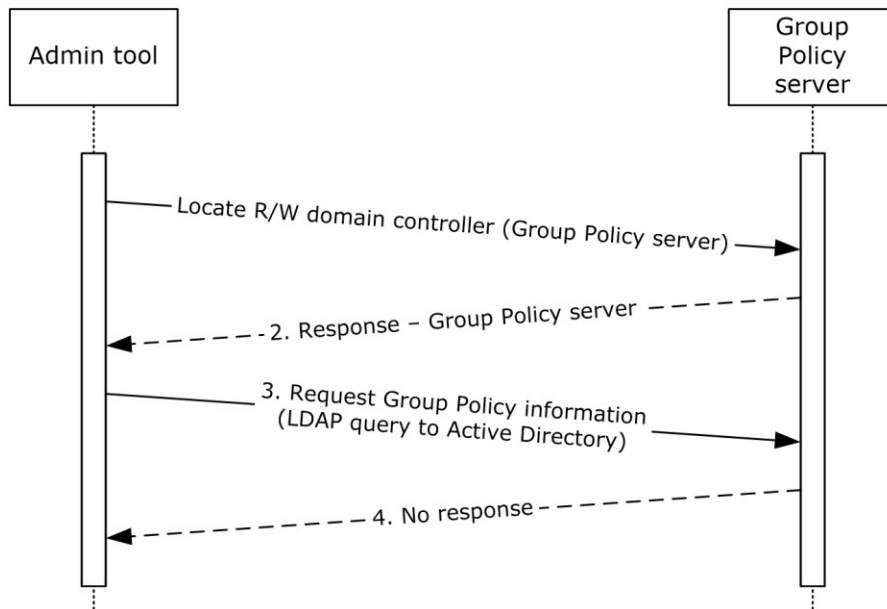 Admin tool
Group
Policy
server
Locate R/W domain controller (Group Policy server)
2. Response – Group Policy server
3. Request Group Policy information
(LDAP query to Active Directory)
4. No response